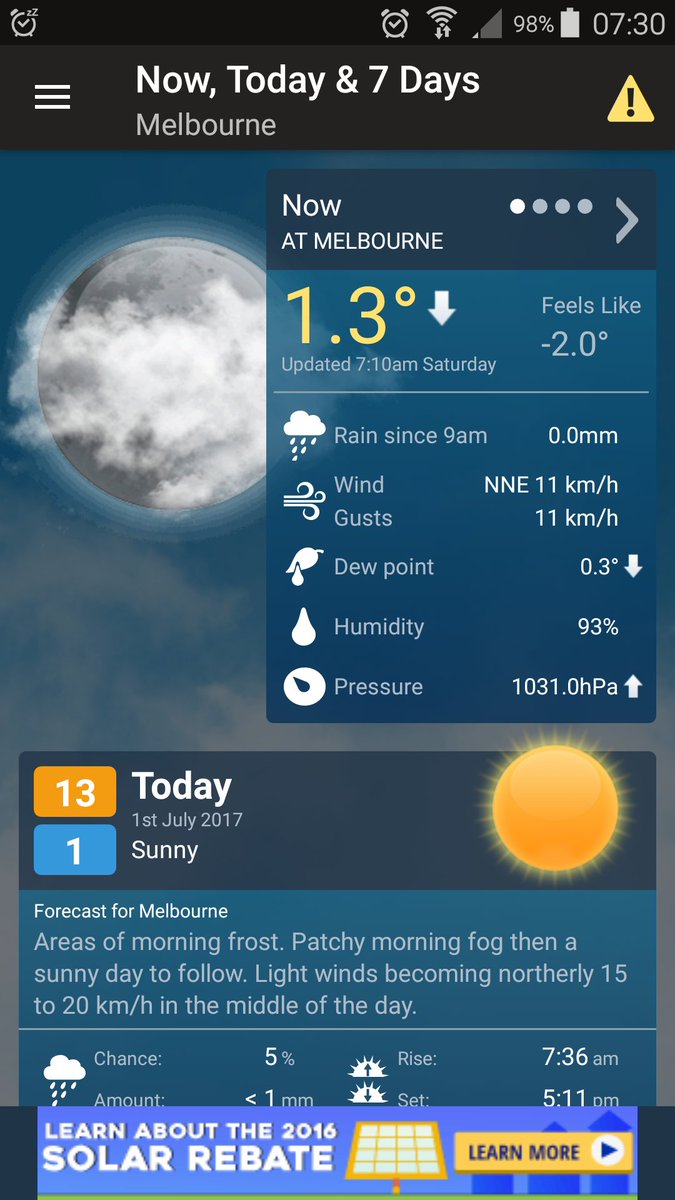 zZ
98% 07:30
Now, Today & 7 Days
Melbourne
Now
AT MELBOURNE
1.3° Feels Like
-2.0°
Updated 7:10am Saturday
Rain since 9am 0.0mm
Wind NNE 11 km/h
Gusts 11 km/h
Dew point 0.3°
Humidity 93%
Pressure 1031.0hPa
13 Today
1st July 2017
1 Sunny
Forecast for Melbourne
Areas of morning frost. Patchy morning fog then a
sunny day to follow. Light winds becoming northerly 15
to 20 km/h in the middle of the day.
Chance: 5 % Rise: 7:36 am
Amount: < 1 mm Set: 5:11 pm
LEARN ABOUT THE 2016
SOLAR REBATE LEARN MORE